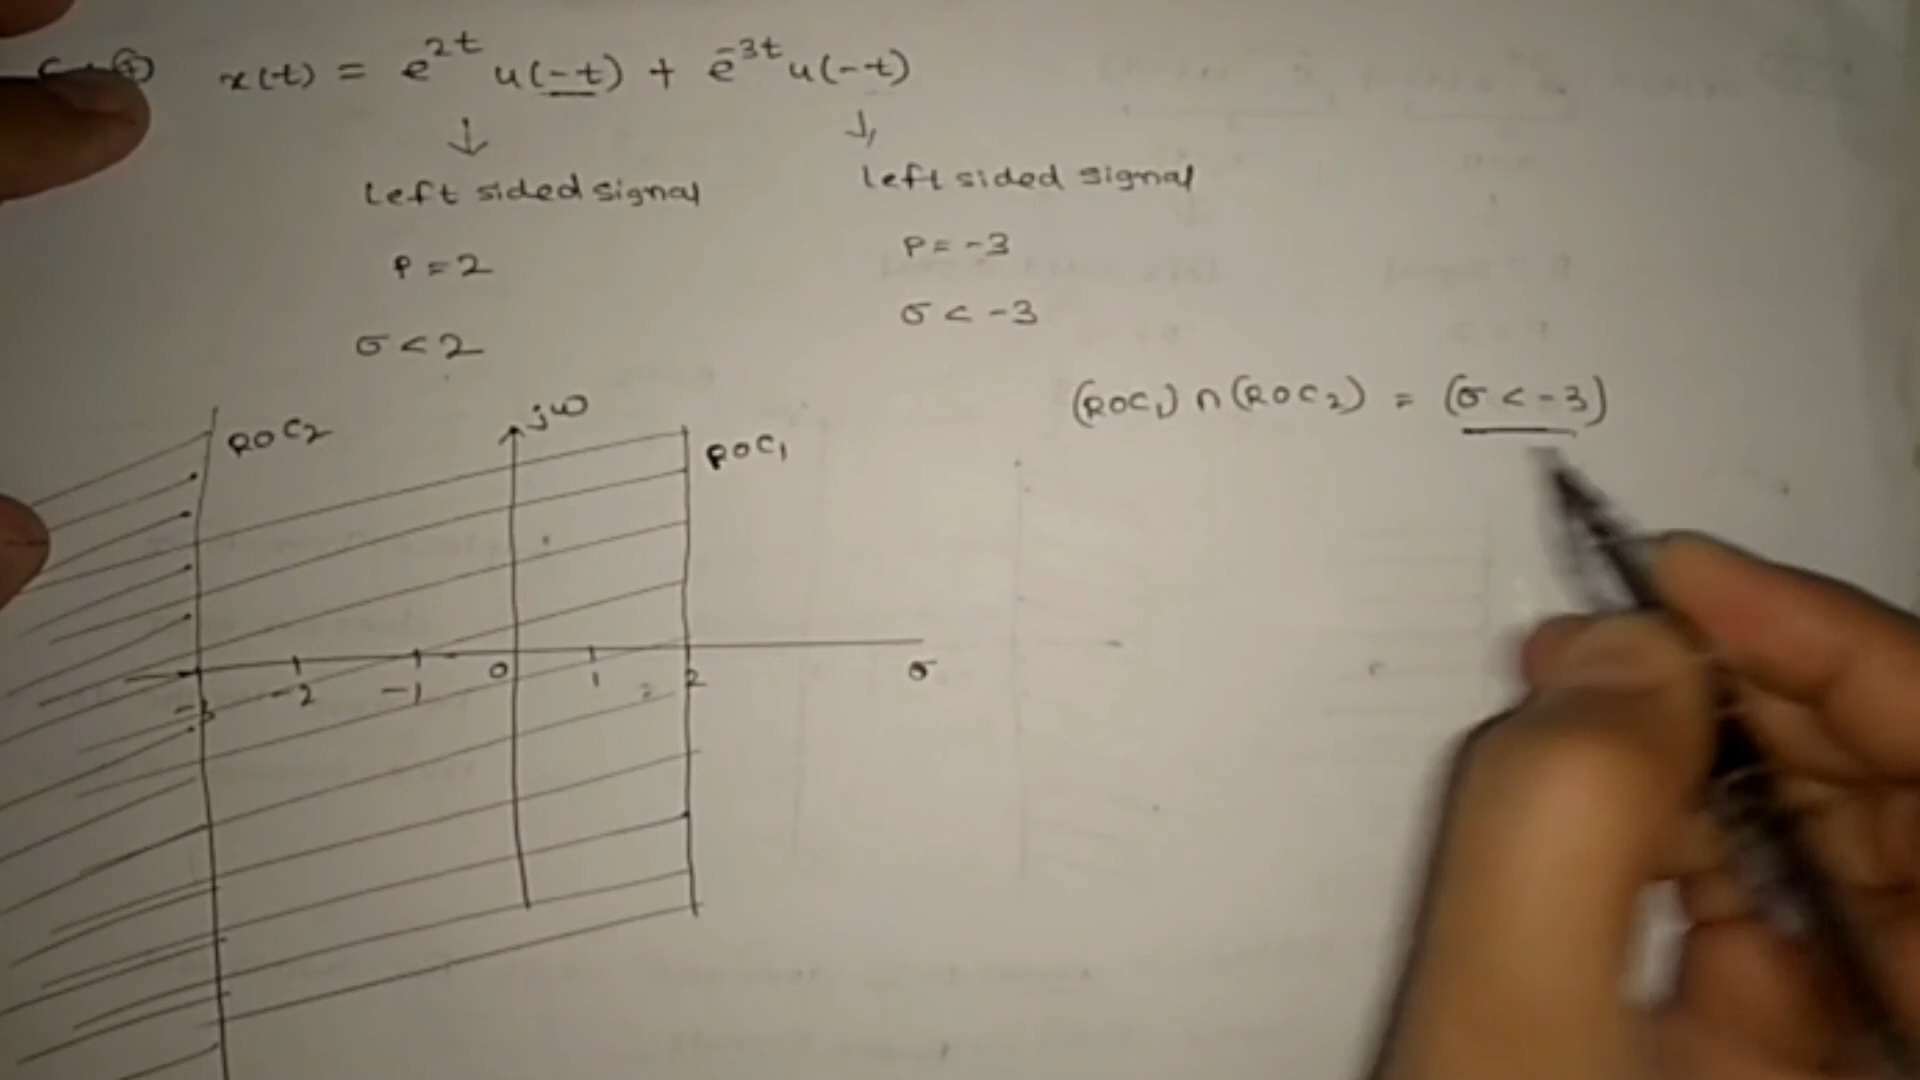 x(t) = e^{2t} u(-t) + e^{-3t} u(-t)
↓ ↓
Left sided signal
left sided signal
P = 2
P = -3
σ < 2
σ < -3
(ROC₁) ∩ (ROC₂) = (σ < -3)
ROC₂
jω
ROC₁
-3 -2 -1 0 1 2 σ